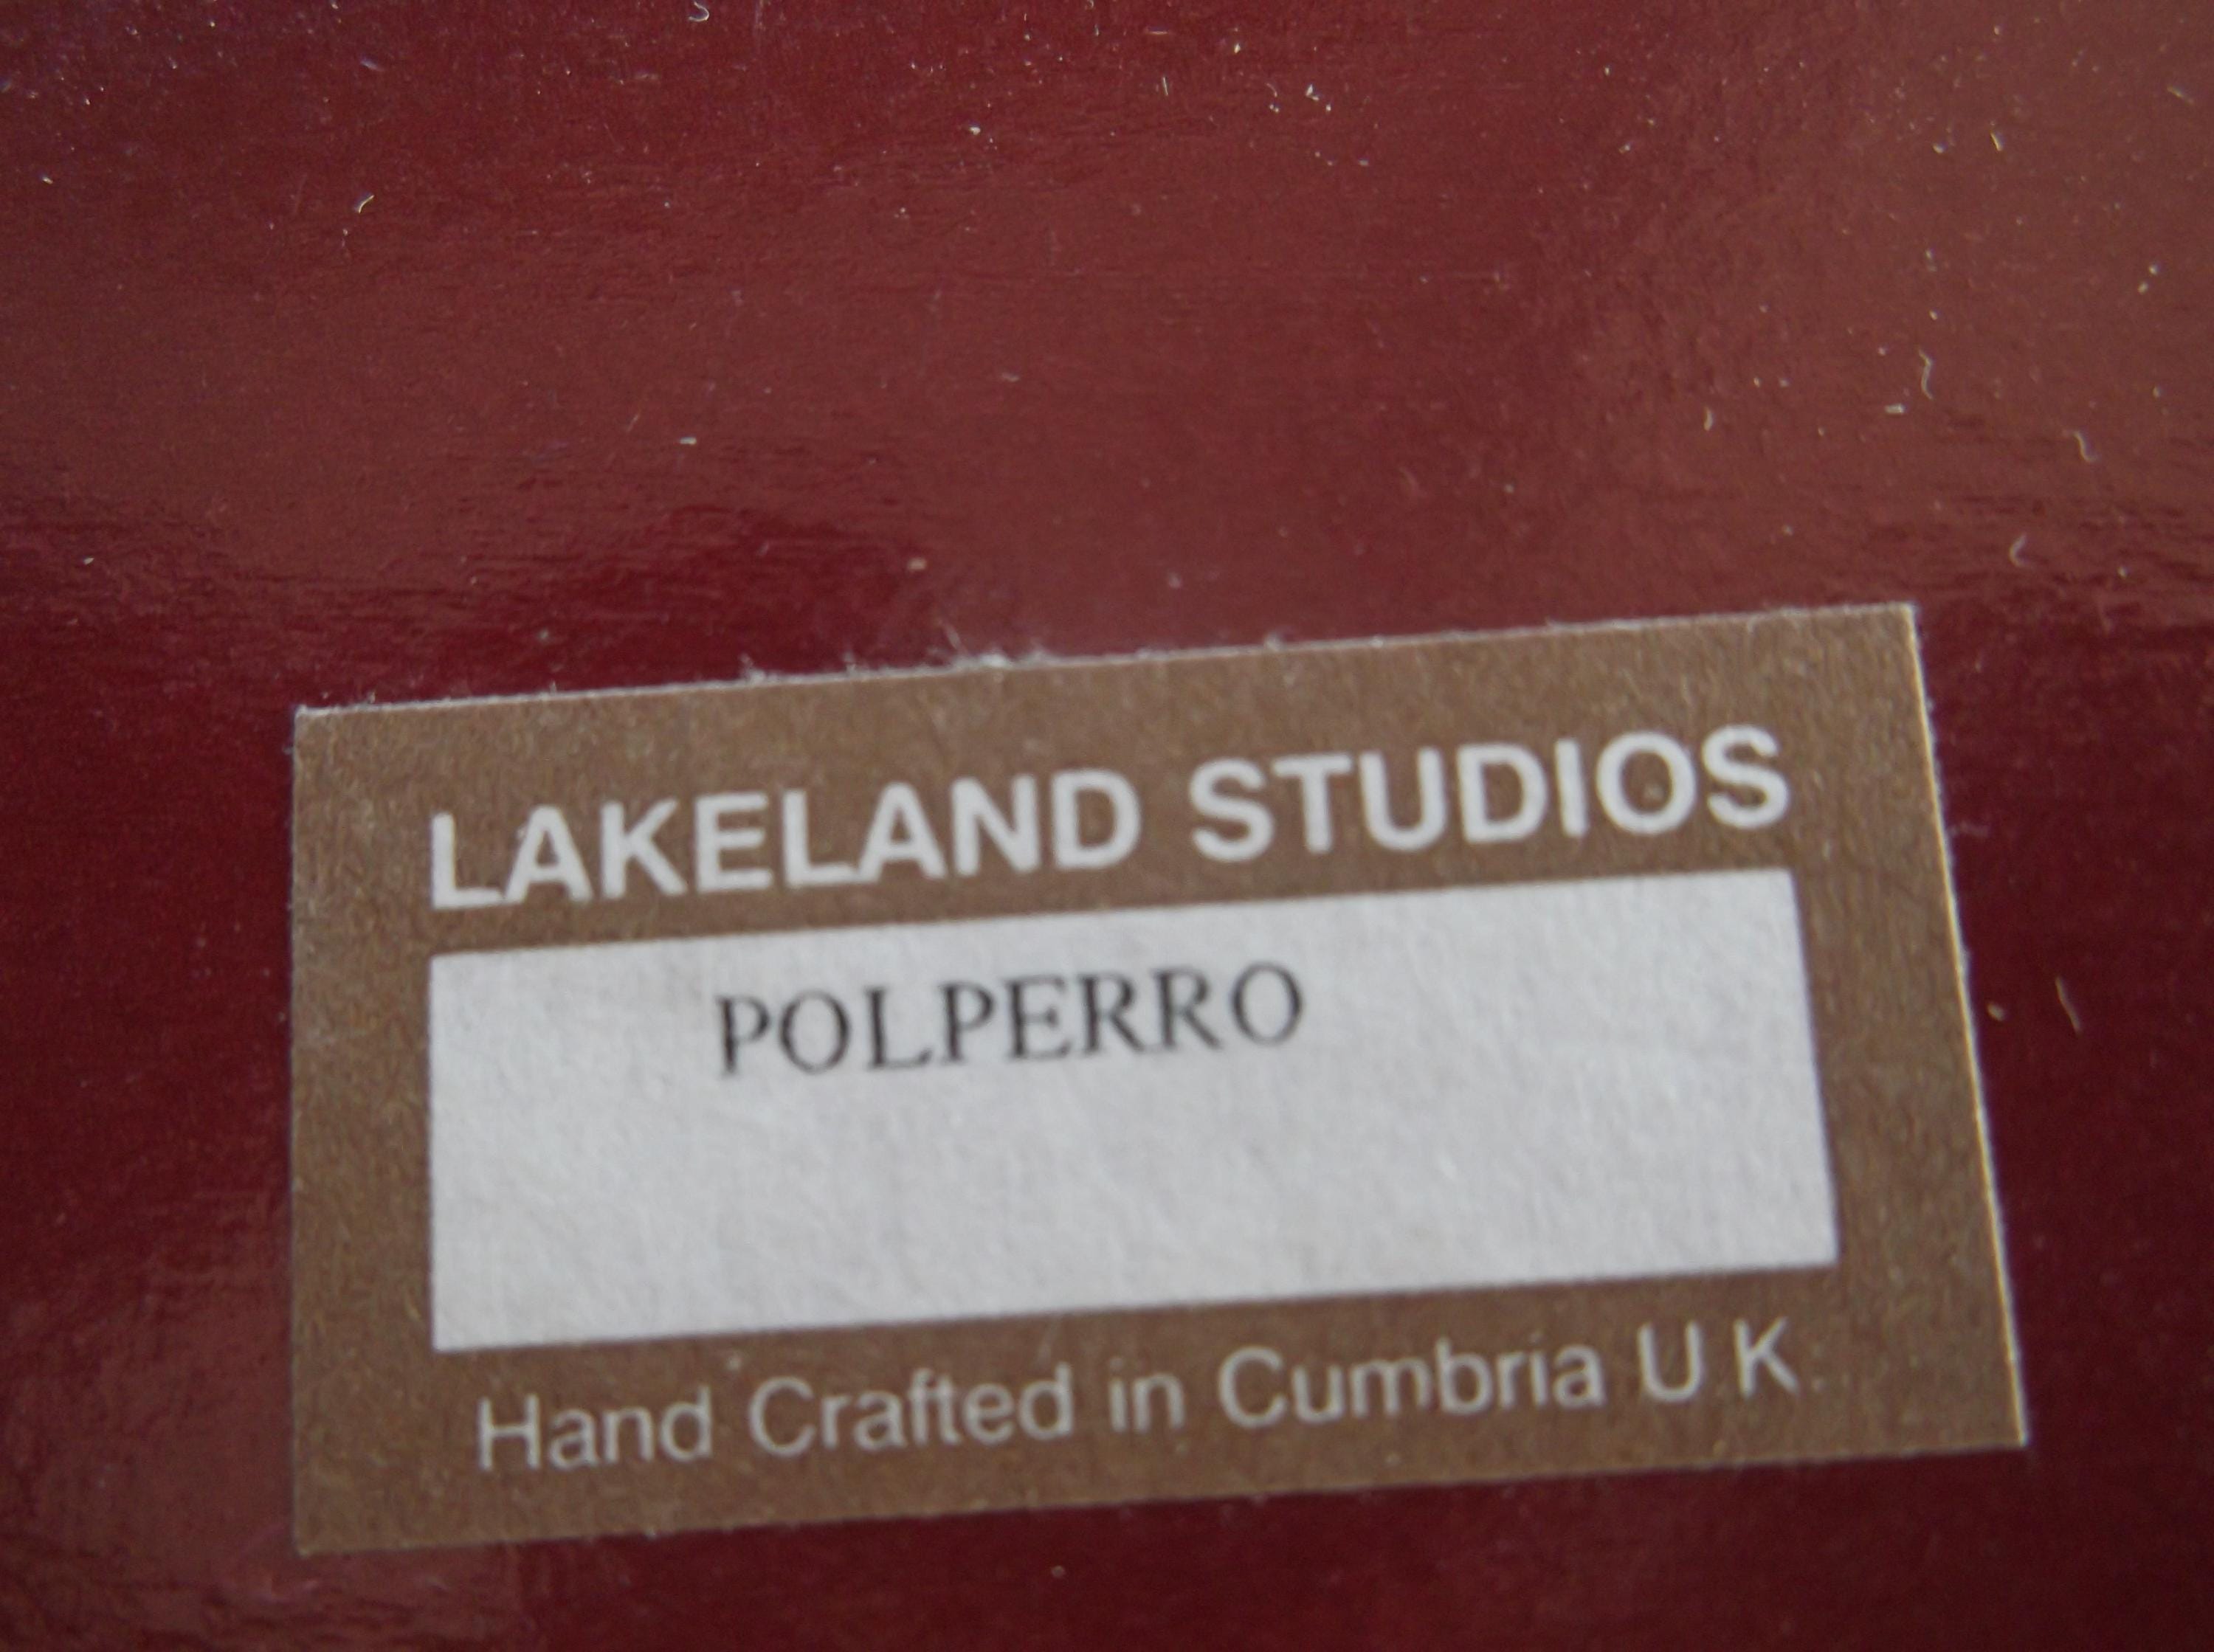 LAKELAND STUDIOS
POLPERRO
Hand Crafted in Cumbria U.K.